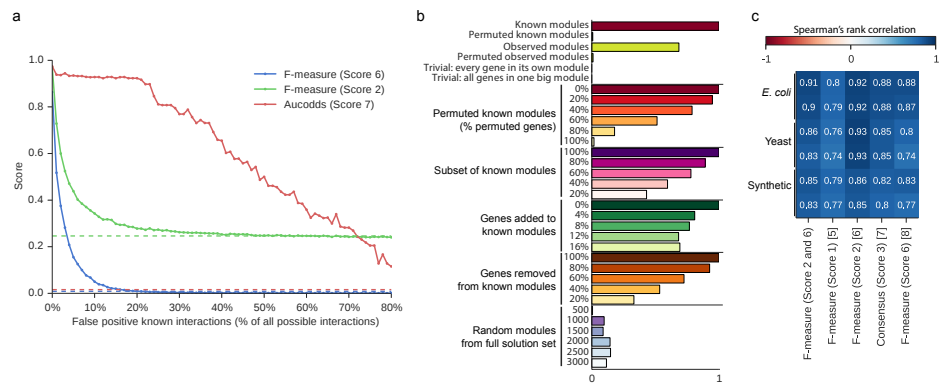 a
1.0
0.8
0.6
0.4
0.2
0.0
Score
F-measure (Score 6)
F-measure (Score 2)
Aucodds (Score 7)
0% 10% 20% 30% 40% 50% 60% 70% 80%
False positive known interactions (% of all possible interactions)
b
Known modules
Permuted known modules
Observed modules
Permuted observed modules
Trivial: every gene in its own module
Trivial: all genes in one big module
Permuted known modules
(% permuted genes)
0%
20%
40%
60%
80%
100%
Subset of known modules
100%
80%
60%
40%
20%
Genes added to
known modules
0%
4%
8%
12%
16%
Genes removed
from known modules
100%
80%
60%
40%
20%
Random modules
from full solution set
500
1000
1500
2000
2500
3000
0 1
c
Spearman's rank correlation
-1 0 1
E. coli
0.91 0.8 0.92 0.88 0.88
0.9 0.79 0.92 0.88 0.87
Yeast
0.86 0.76 0.93 0.85 0.8
0.83 0.74 0.93 0.85 0.74
Synthetic
0.85 0.79 0.86 0.82 0.83
0.83 0.77 0.85 0.8 0.77
F-measure (Score 2 and 6)
F-measure (Score 1) [5]
F-measure (Score 2) [6]
Consensus (Score 3) [7]
F-measure (Score 6) [8]